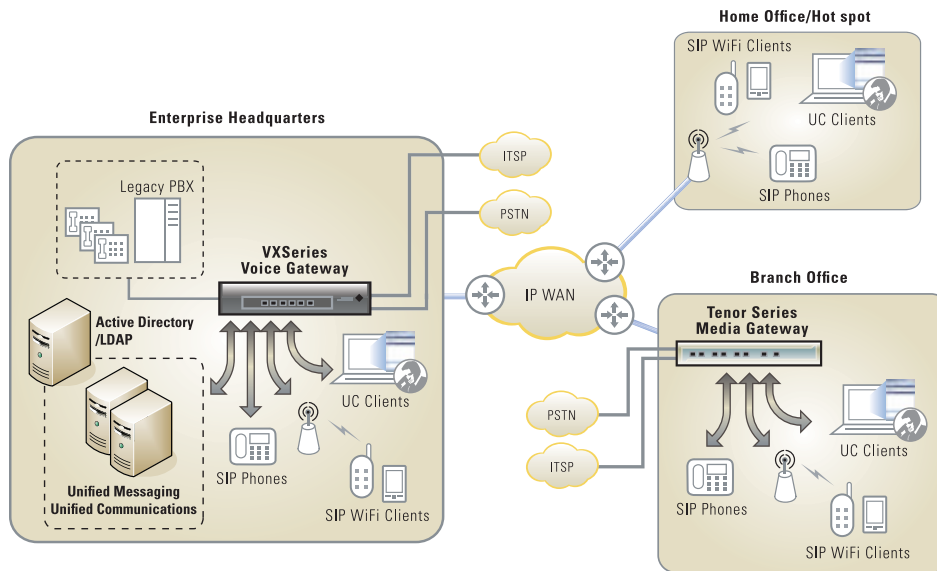 Home Office/Hot spot
SIP WiFi Clients
UC Clients
SIP Phones
Enterprise Headquarters
Legacy PBX
VXSeries
Voice Gateway
Active Directory
/LDAP
Unified Messaging
Unified Communications
SIP Phones
UC Clients
SIP WiFi Clients
ITSP
PSTN
IP WAN
Branch Office
Tenor Series
Media Gateway
PSTN
ITSP
UC Clients
SIP Phones
SIP WiFi Clients